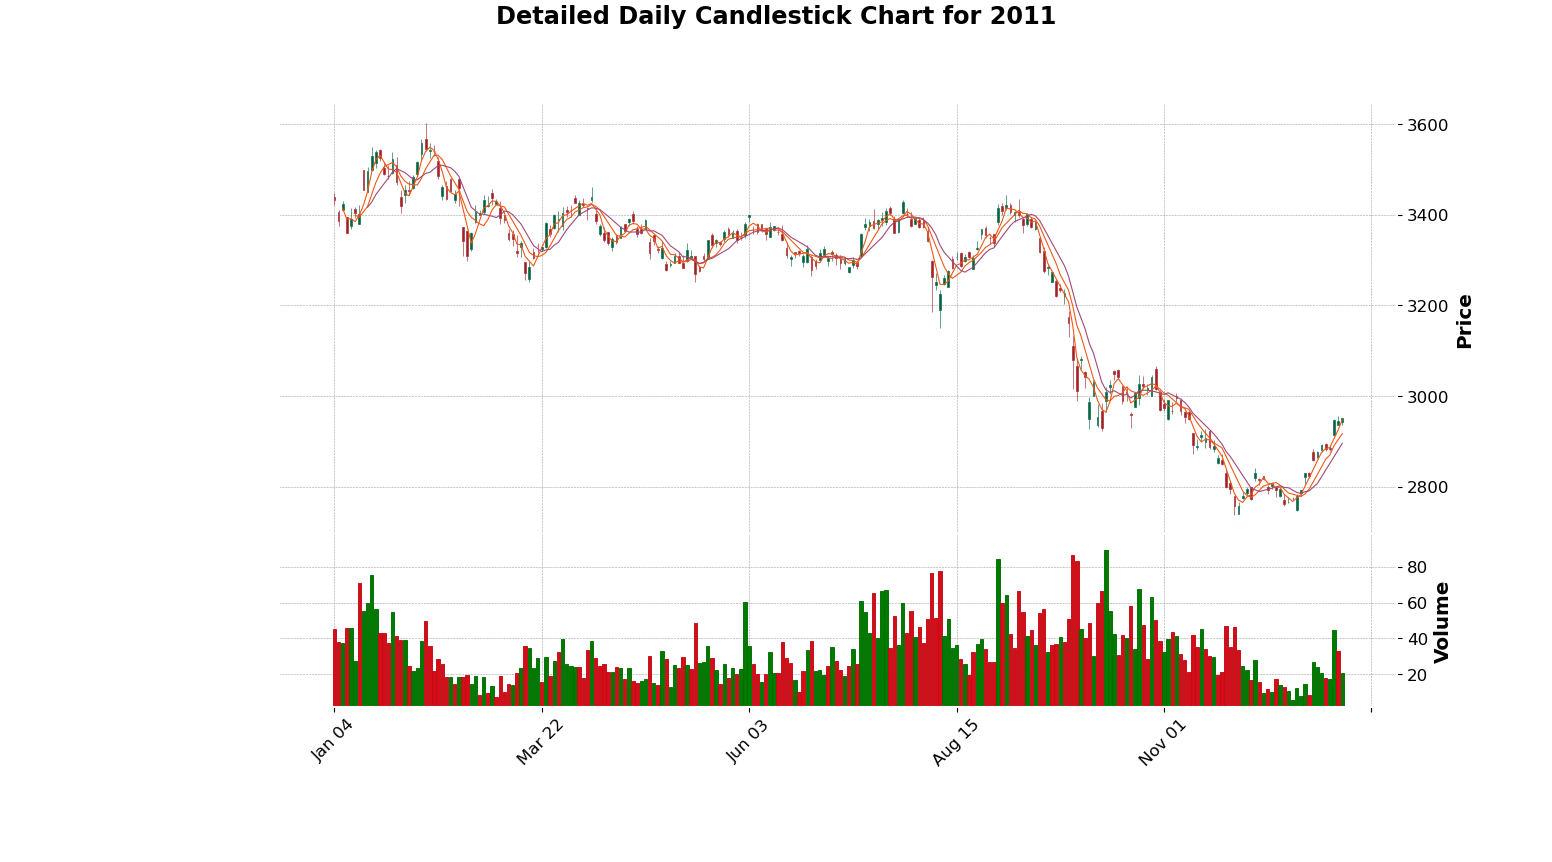 Detailed Daily Candlestick Chart for 2011
3600
3400
3200
3000
2800
Price
80
60
40
20
Volume
Jan 04
Mar 22
Jun 03
Aug 15
Nov 01